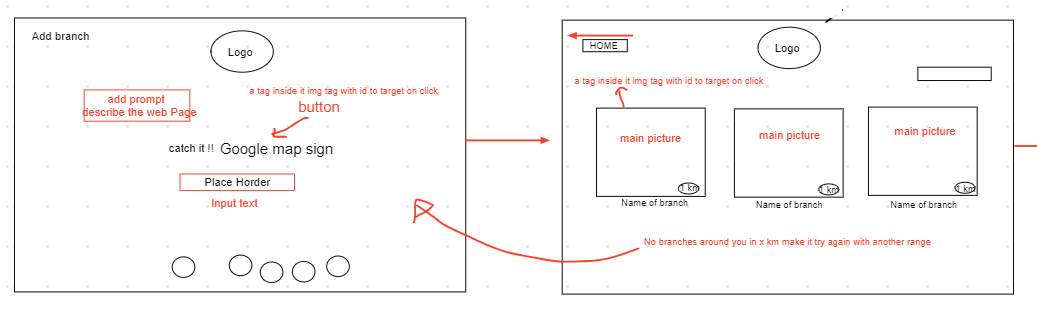 Add branch
Logo
a tag inside it img tag with id to target on click
button
add prompt
describe the web Page
catch it !! Google map sign
Place Horder
Input text
HOME
Logo
a tag inside it img tag with id to target on click
main picture
main picture
main picture
1 km
1 km
1 km
Name of branch
Name of branch
Name of branch
No branches around you in x km make it try again with another range